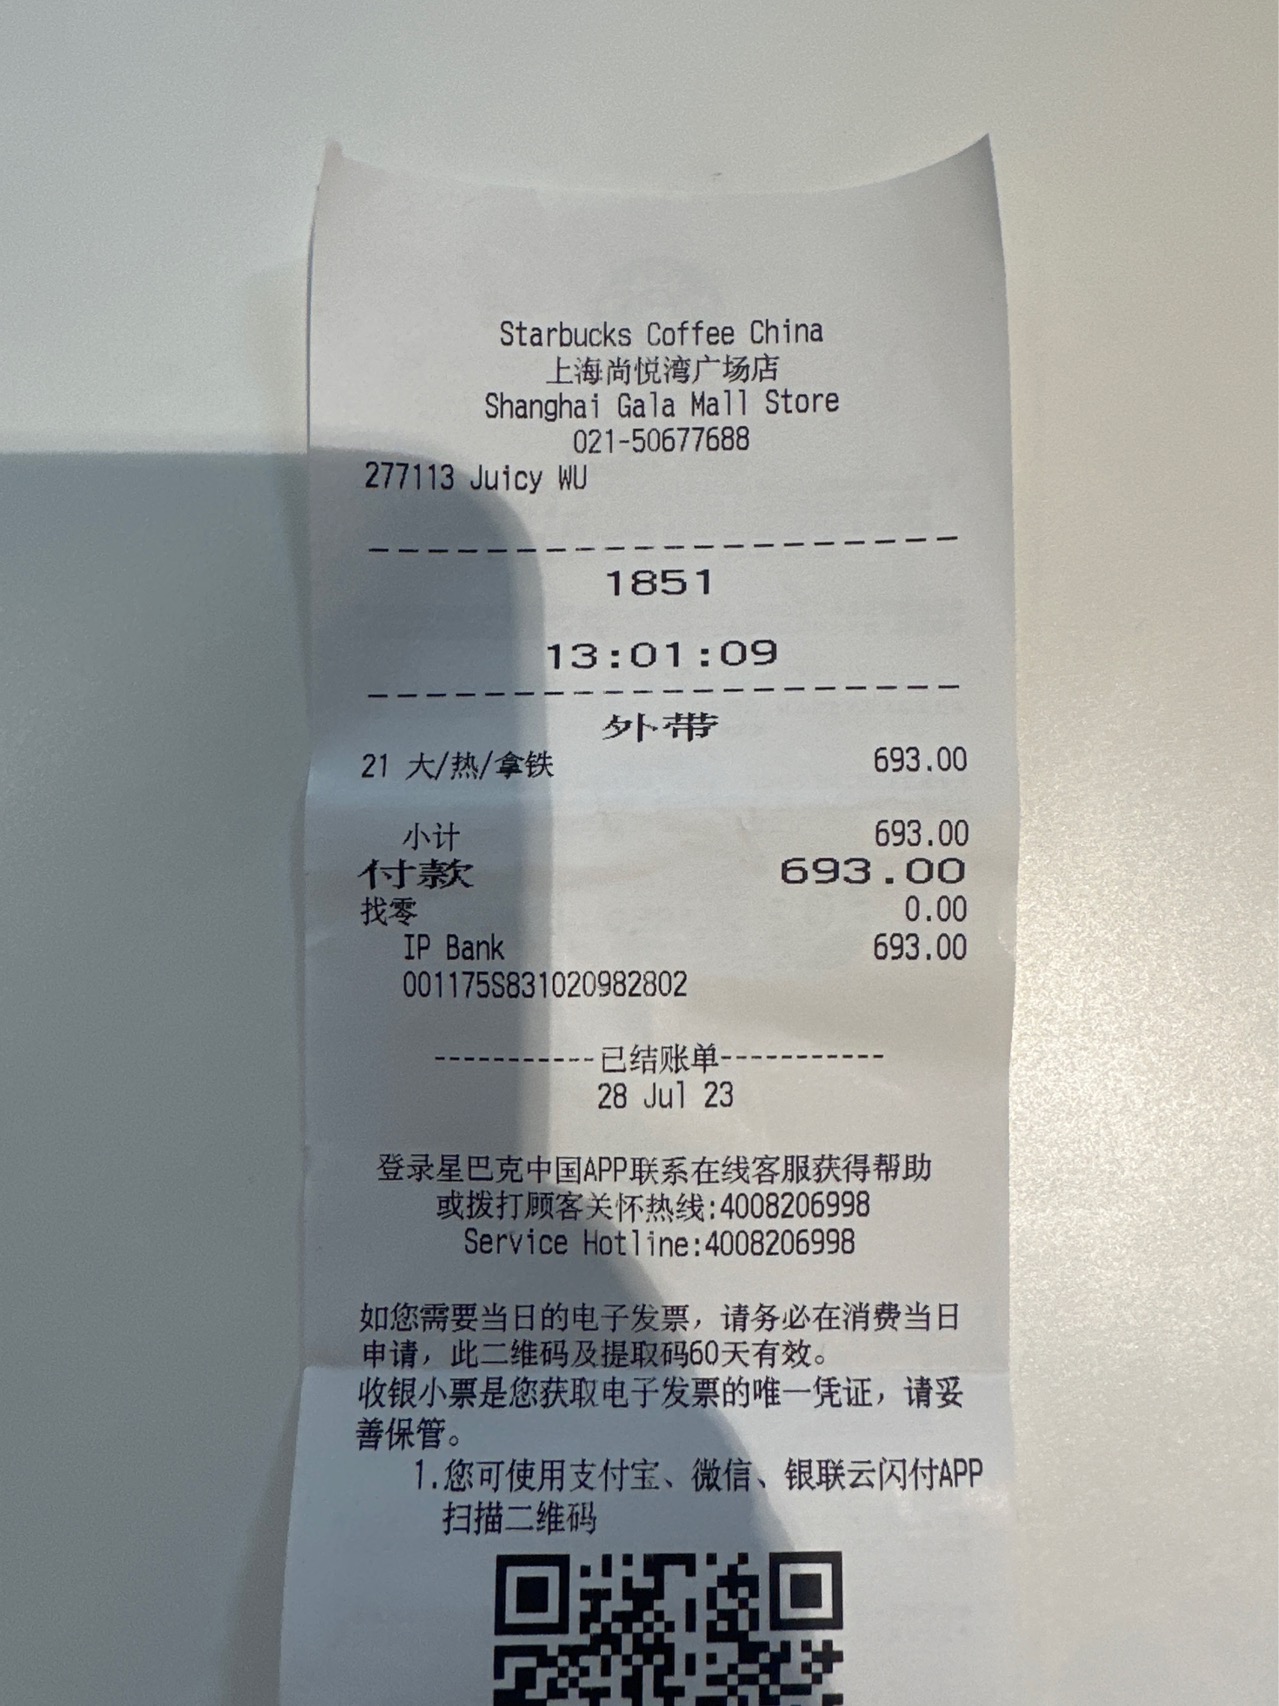 Starbucks Coffee China
上海尚悦湾广场店
Shanghai Gala Mall Store
021-50677688
277113 Juicy WU
--------------------
1851
13:01:09
--------------------
外带
21 大/热/拿铁 693.00
小计 693.00
付款 693.00
找零 0.00
IP Bank 693.00
001175S831020982802
-----------已结账单-----------
28 Jul 23
登录星巴克中国APP联系在线客服获得帮助
或拨打顾客关怀热线:4008206998
Service Hotline:4008206998
如您需要当日的电子发票，请务必在消费当日
申请，此二维码及提取码60天有效。
收银小票是您获取电子发票的唯一凭证，请妥
善保管。
1.您可使用支付宝、微信、银联云闪付APP
扫描二维码